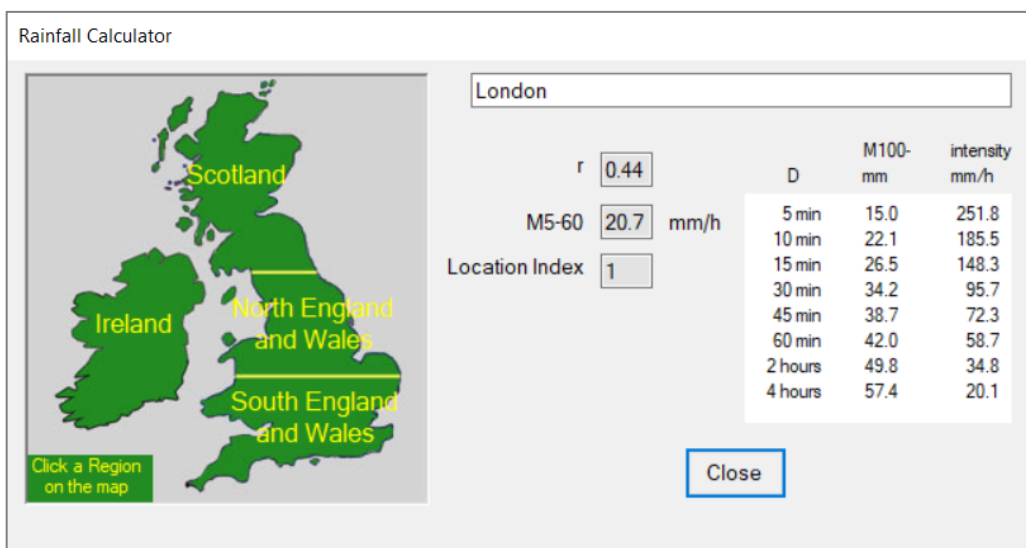 Rainfall Calculator
Scotland
Ireland
North England
and Wales
South England
and Wales
Click a Region
on the map
London
r 0.44
M5-60 20.7 mm/h
Location Index 1
M100- intensity
D mm mm/h
5 min 15.0 251.8
10 min 22.1 185.5
15 min 26.5 148.3
30 min 34.2 95.7
45 min 38.7 72.3
60 min 42.0 58.7
2 hours 49.8 34.8
4 hours 57.4 20.1
Close